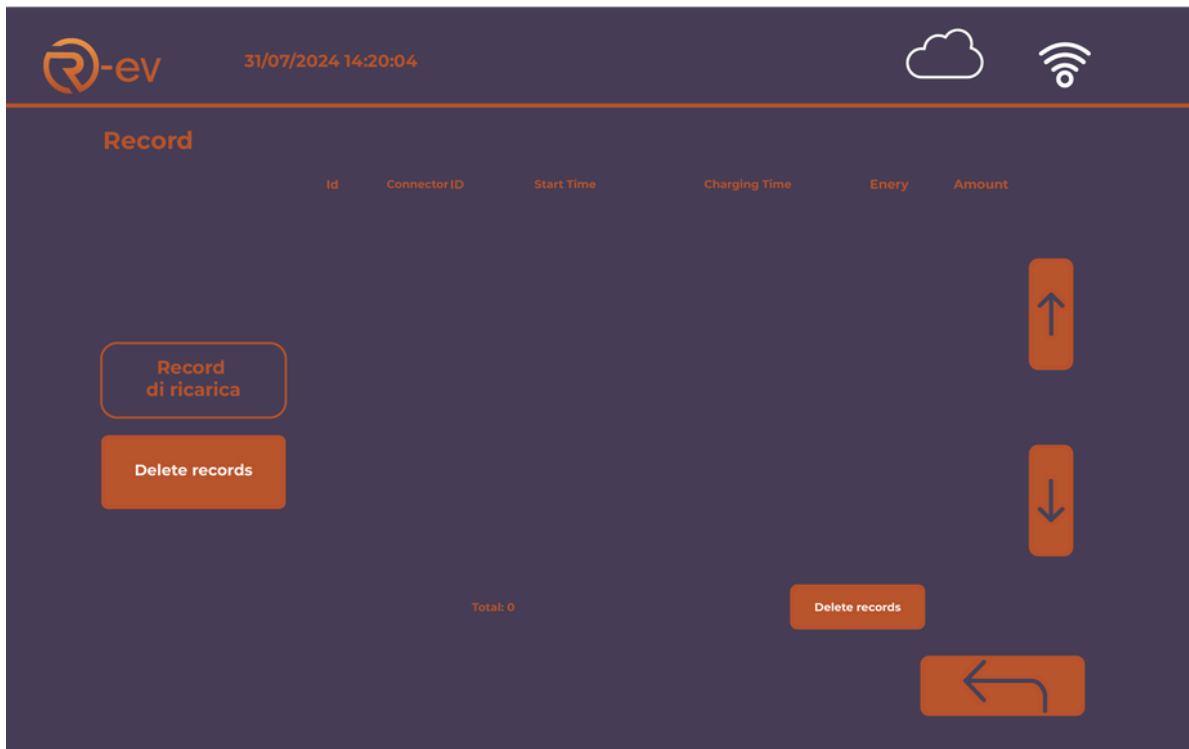 R-ev
31/07/2024 14:20:04
Record
Id Connector ID Start Time Charging Time Enery Amount
Record
di ricarica
Delete records
Total: 0
Delete records